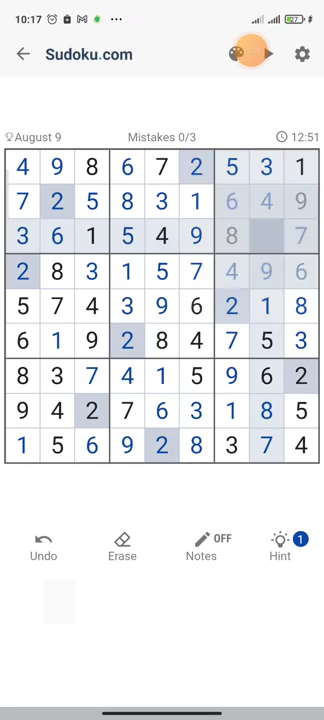 10:17 27
Sudoku.com
August 9 Mistakes 0/3 12:51
4 9 8 6 7 2 5 3 1
7 2 5 8 3 1 6 4 9
3 6 1 5 4 9 8 7
2 8 3 1 5 7 4 9 6
5 7 4 3 9 6 2 1 8
6 1 9 2 8 4 7 5 3
8 3 7 4 1 5 9 6 2
9 4 2 7 6 3 1 8 5
1 5 6 9 2 8 3 7 4
OFF 1
Undo Erase Notes Hint